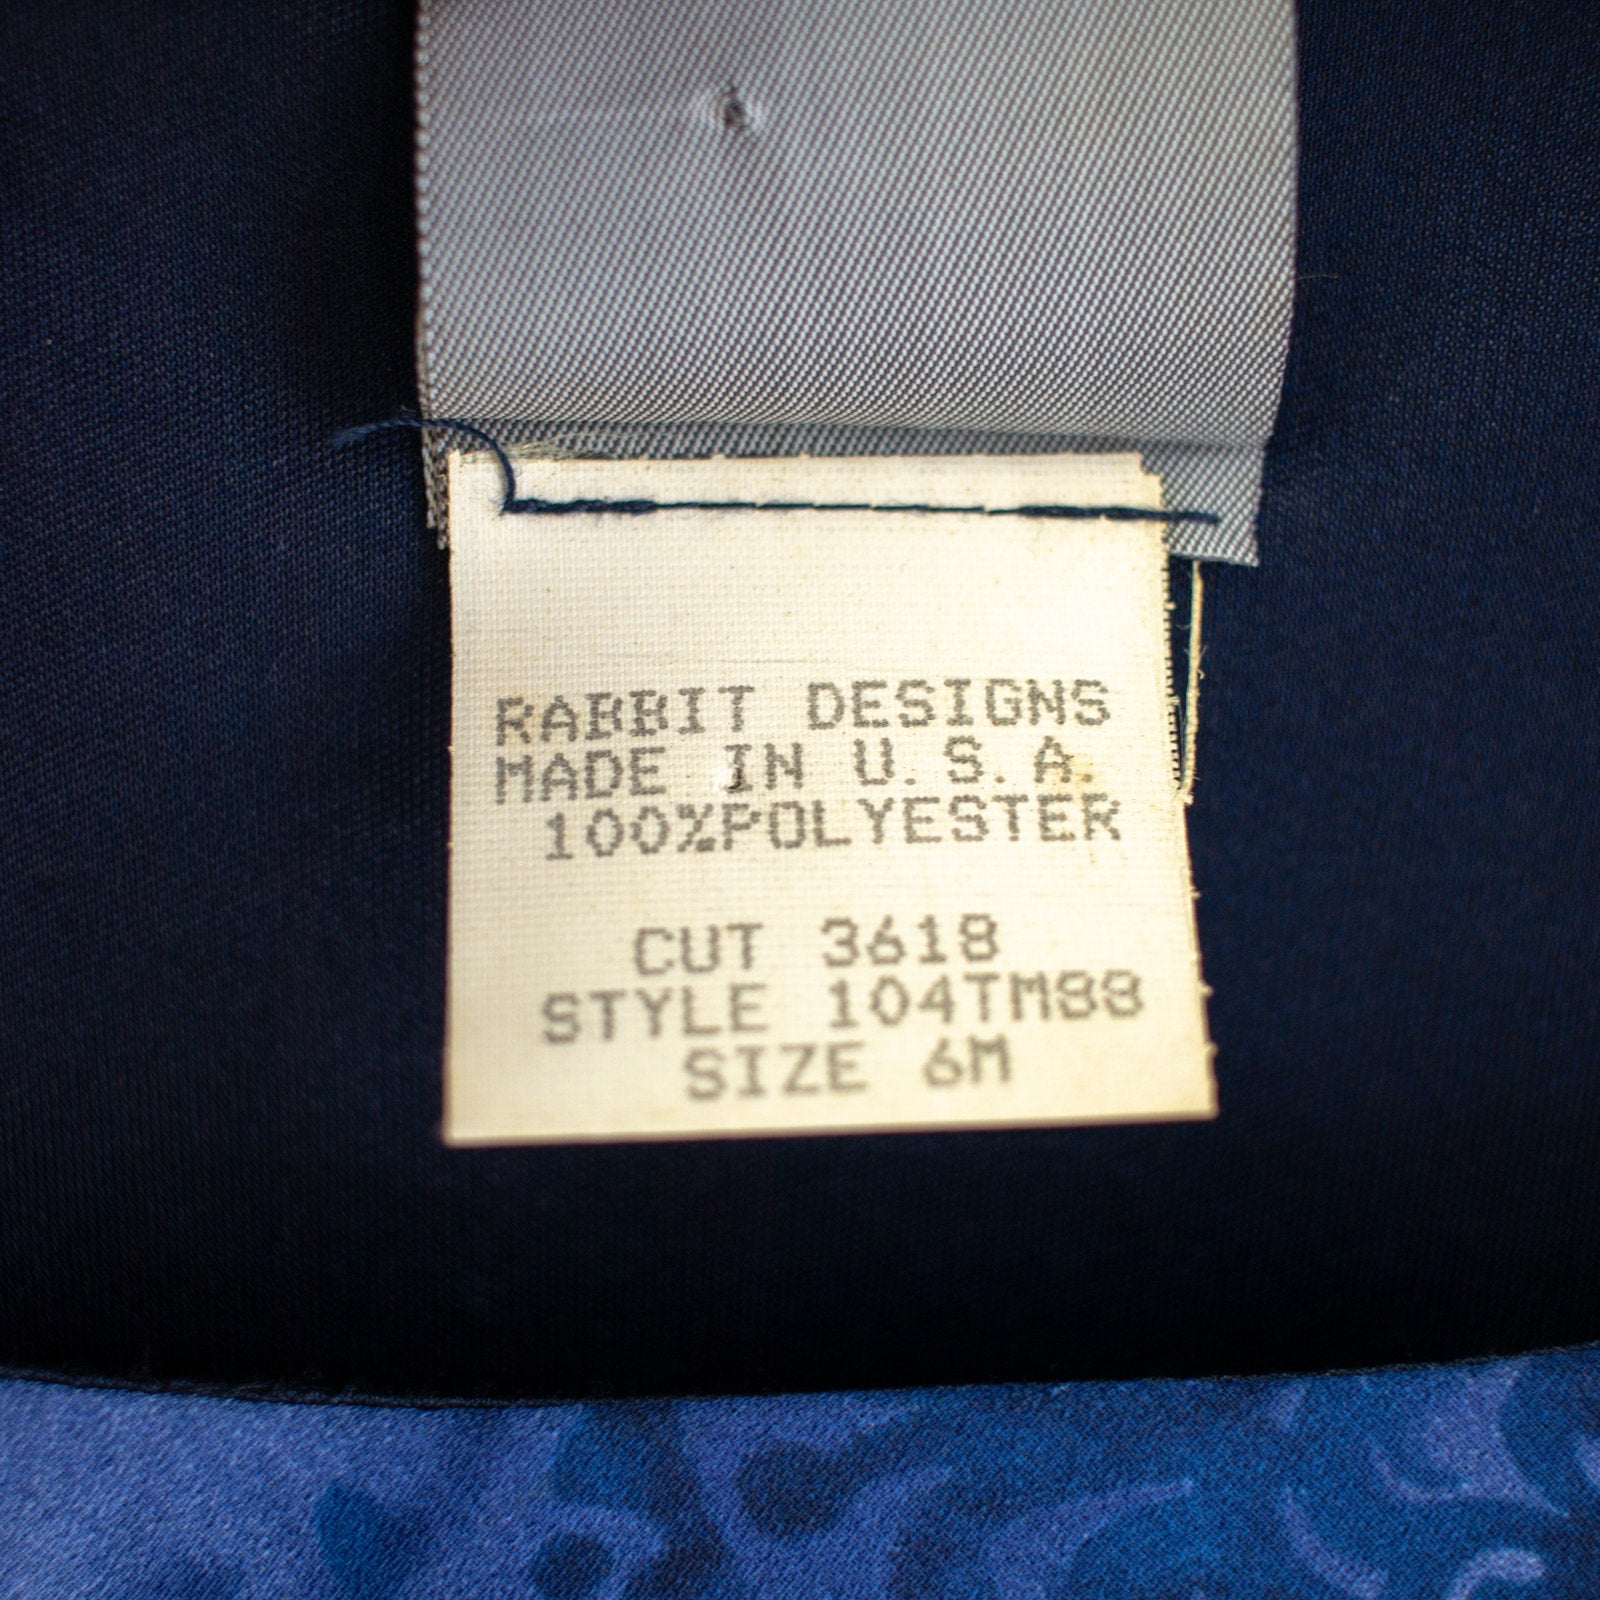 RABBIT DESIGNS
MADE IN U.S.A.
100%POLYESTER
CUT 3618
STYLE 104TM88
SIZE 6M